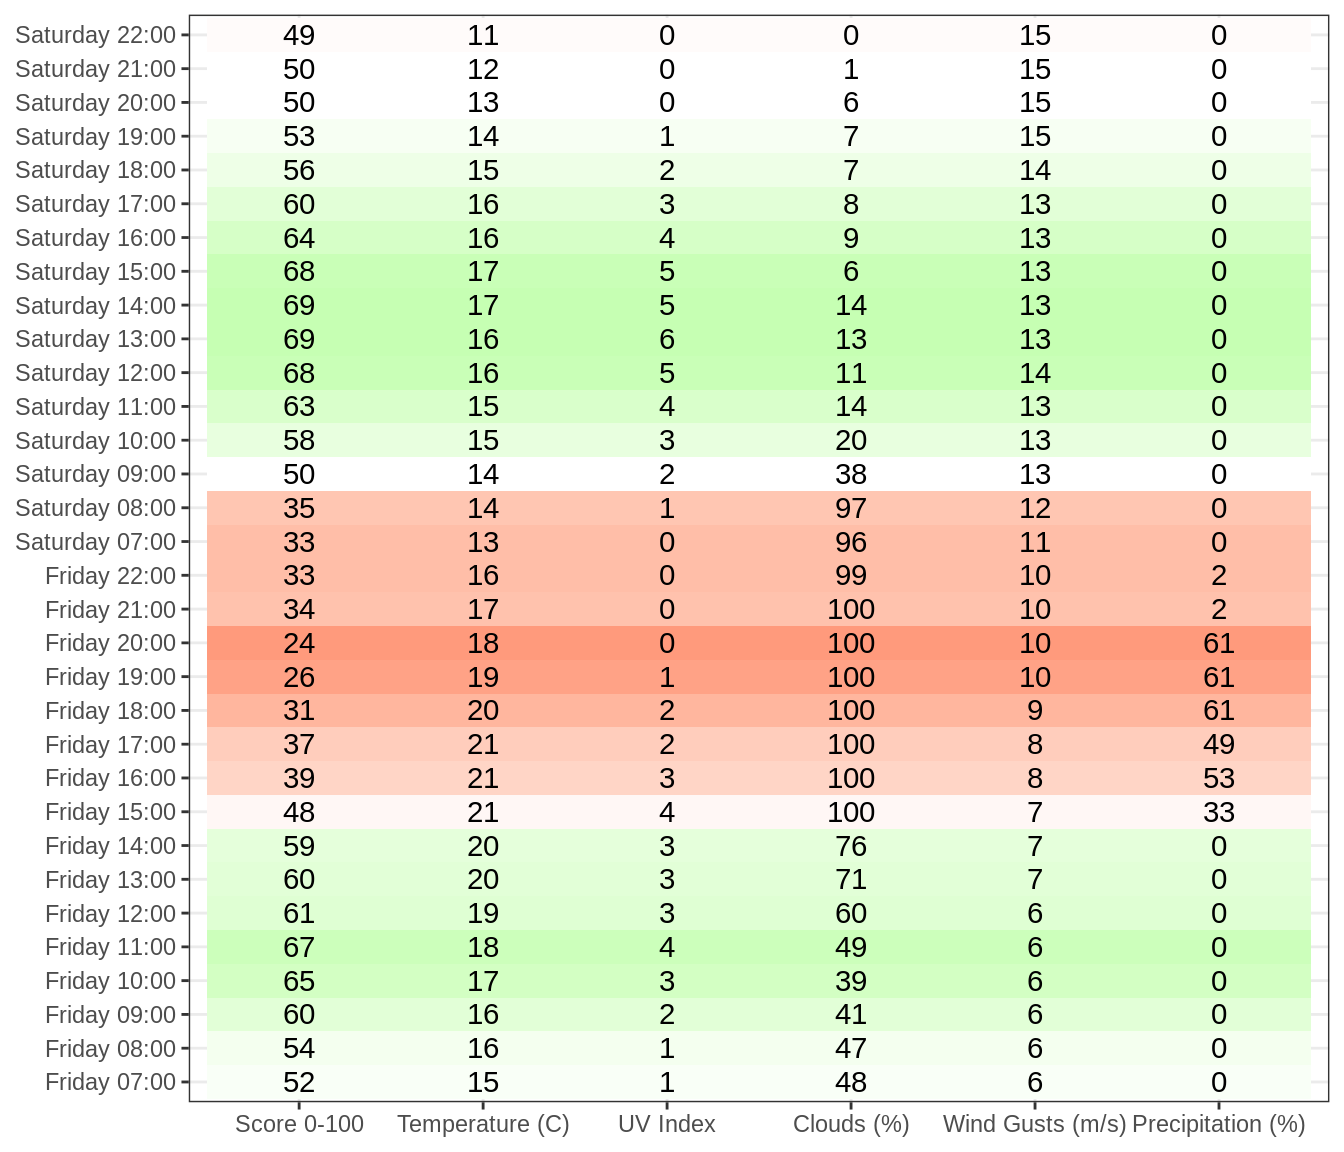 Saturday 22:00 49 11 0 0 15 0
Saturday 21:00 50 12 0 1 15 0
Saturday 20:00 50 13 0 6 15 0
Saturday 19:00 53 14 1 7 15 0
Saturday 18:00 56 15 2 7 14 0
Saturday 17:00 60 16 3 8 13 0
Saturday 16:00 64 16 4 9 13 0
Saturday 15:00 68 17 5 6 13 0
Saturday 14:00 69 17 5 14 13 0
Saturday 13:00 69 16 6 13 13 0
Saturday 12:00 68 16 5 11 14 0
Saturday 11:00 63 15 4 14 13 0
Saturday 10:00 58 15 3 20 13 0
Saturday 09:00 50 14 2 38 13 0
Saturday 08:00 35 14 1 97 12 0
Saturday 07:00 33 13 0 96 11 0
Friday 22:00 33 16 0 99 10 2
Friday 21:00 34 17 0 100 10 2
Friday 20:00 24 18 0 100 10 61
Friday 19:00 26 19 1 100 10 61
Friday 18:00 31 20 2 100 9 61
Friday 17:00 37 21 2 100 8 49
Friday 16:00 39 21 3 100 8 53
Friday 15:00 48 21 4 100 7 33
Friday 14:00 59 20 3 76 7 0
Friday 13:00 60 20 3 71 7 0
Friday 12:00 61 19 3 60 6 0
Friday 11:00 67 18 4 49 6 0
Friday 10:00 65 17 3 39 6 0
Friday 09:00 60 16 2 41 6 0
Friday 08:00 54 16 1 47 6 0
Friday 07:00 52 15 1 48 6 0
Score 0-100 Temperature (C) UV Index Clouds (%) Wind Gusts (m/s) Precipitation (%)